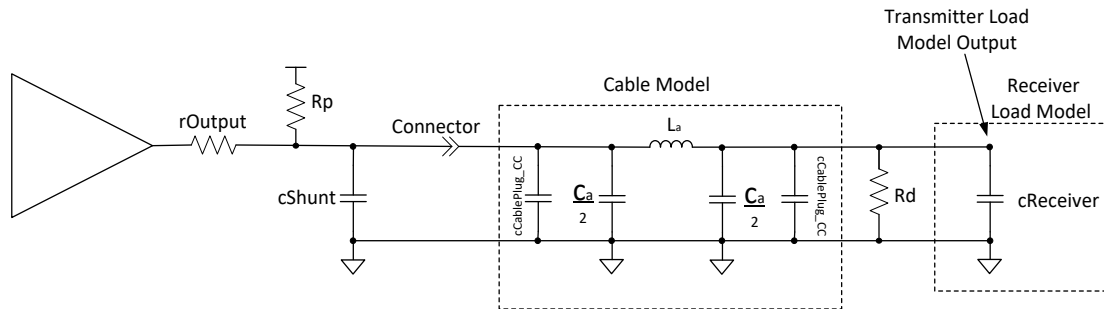 Transmitter Load
Model Output
Receiver
Load Model
Cable Model
Rp
rOutput
Connector
La
cShunt
cCablePlug_CC
Ca
2
Ca
2
cCablePlug_CC
Rd
cReceiver